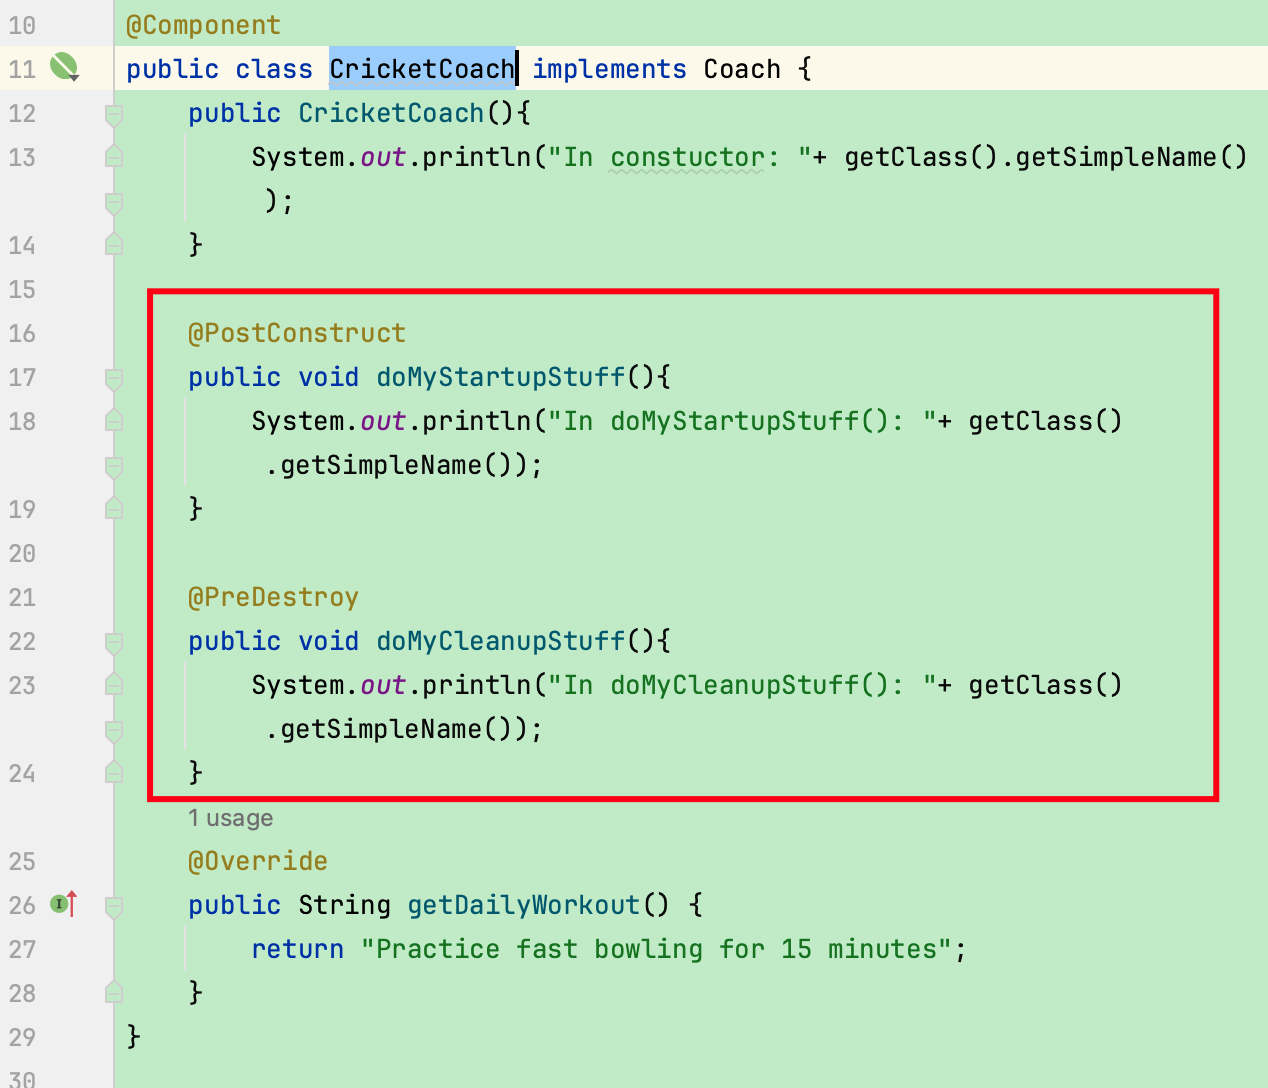 10 @Component
11 public class CricketCoach implements Coach {
12 public CricketCoach(){
13 System.out.println("In constuctor: "+ getClass().getSimpleName()
);
14 }
15
16 @PostConstruct
17 public void doMyStartupStuff(){
18 System.out.println("In doMyStartupStuff(): "+ getClass()
.getSimpleName());
19 }
20
21 @PreDestroy
22 public void doMyCleanupStuff(){
23 System.out.println("In doMyCleanupStuff(): "+ getClass()
.getSimpleName());
24 }
1 usage
25 @Override
26 public String getDailyWorkout() {
27 return "Practice fast bowling for 15 minutes";
28 }
29 }
30